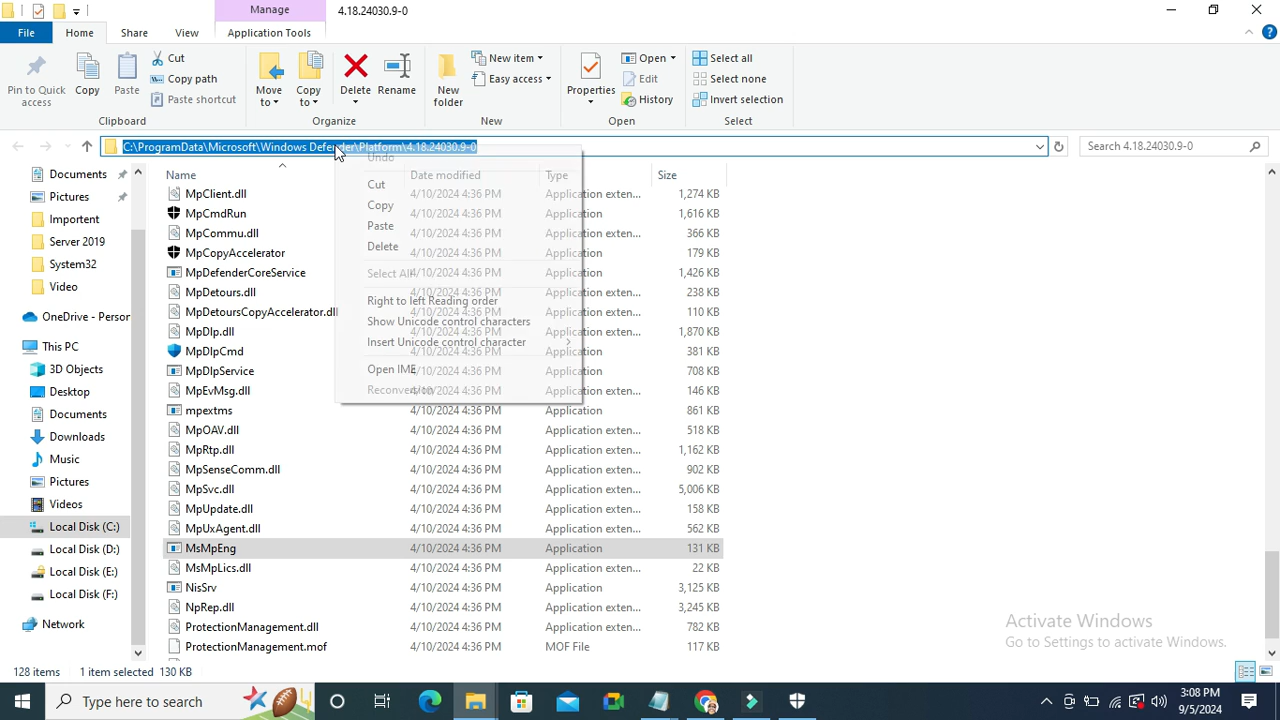 Manage
4.18.24030.9-0
File Home Share View Application Tools
Pin to Quick access
Copy
Paste
Cut
Copy path
Paste shortcut
Clipboard
Move to
Copy to
Delete
Rename
Organize
New folder
New item
Easy access
New
Properties
Open
Edit
History
Open
Select all
Select none
Invert selection
Select
C:\ProgramData\Microsoft\Windows Defender\Platform\4.18.24030.9-0
Search 4.18.24030.9-0
Documents
Pictures
Importent
Server 2019
System32
Video
OneDrive - Person
This PC
3D Objects
Desktop
Documents
Downloads
Music
Pictures
Videos
Local Disk (C:)
Local Disk (D:)
Local Disk (E:)
Local Disk (F:)
Network
Name Date modified Type Size
MpClient.dll 4/10/2024 4:36 PM Application exten... 1,274 KB
MpCmdRun 4/10/2024 4:36 PM Application 1,616 KB
MpCommu.dll 4/10/2024 4:36 PM Application exten... 366 KB
MpCopyAccelerator 4/10/2024 4:36 PM Application 179 KB
MpDefenderCoreService 4/10/2024 4:36 PM Application 1,426 KB
MpDetours.dll 4/10/2024 4:36 PM Application exten... 238 KB
MpDetoursCopyAccelerator.dll 4/10/2024 4:36 PM Application exten... 110 KB
MpDlp.dll 4/10/2024 4:36 PM Application exten... 1,870 KB
MpDlpCmd 4/10/2024 4:36 PM Application 381 KB
MpDlpService 4/10/2024 4:36 PM Application 708 KB
MpEvMsg.dll 4/10/2024 4:36 PM Application exten... 146 KB
mpextms 4/10/2024 4:36 PM Application 861 KB
MpOAV.dll 4/10/2024 4:36 PM Application exten... 518 KB
MpRtp.dll 4/10/2024 4:36 PM Application exten... 1,162 KB
MpSenseComm.dll 4/10/2024 4:36 PM Application exten... 902 KB
MpSvc.dll 4/10/2024 4:36 PM Application exten... 5,006 KB
MpUpdate.dll 4/10/2024 4:36 PM Application exten... 158 KB
MpUxAgent.dll 4/10/2024 4:36 PM Application exten... 562 KB
MsMpEng 4/10/2024 4:36 PM Application 131 KB
MsMpLics.dll 4/10/2024 4:36 PM Application exten... 22 KB
NisSrv 4/10/2024 4:36 PM Application 3,125 KB
NpRep.dll 4/10/2024 4:36 PM Application exten... 3,245 KB
ProtectionManagement.dll 4/10/2024 4:36 PM Application exten... 782 KB
ProtectionManagement.mof 4/10/2024 4:36 PM MOF File 117 KB
Undo
Cut
Copy
Paste
Delete
Select All
Right to left Reading order
Show Unicode control characters
Insert Unicode control character
Open IME
Reconversion
Activate Windows
Go to Settings to activate Windows.
128 items 1 item selected 130 KB
Type here to search
3:08 PM
9/5/2024